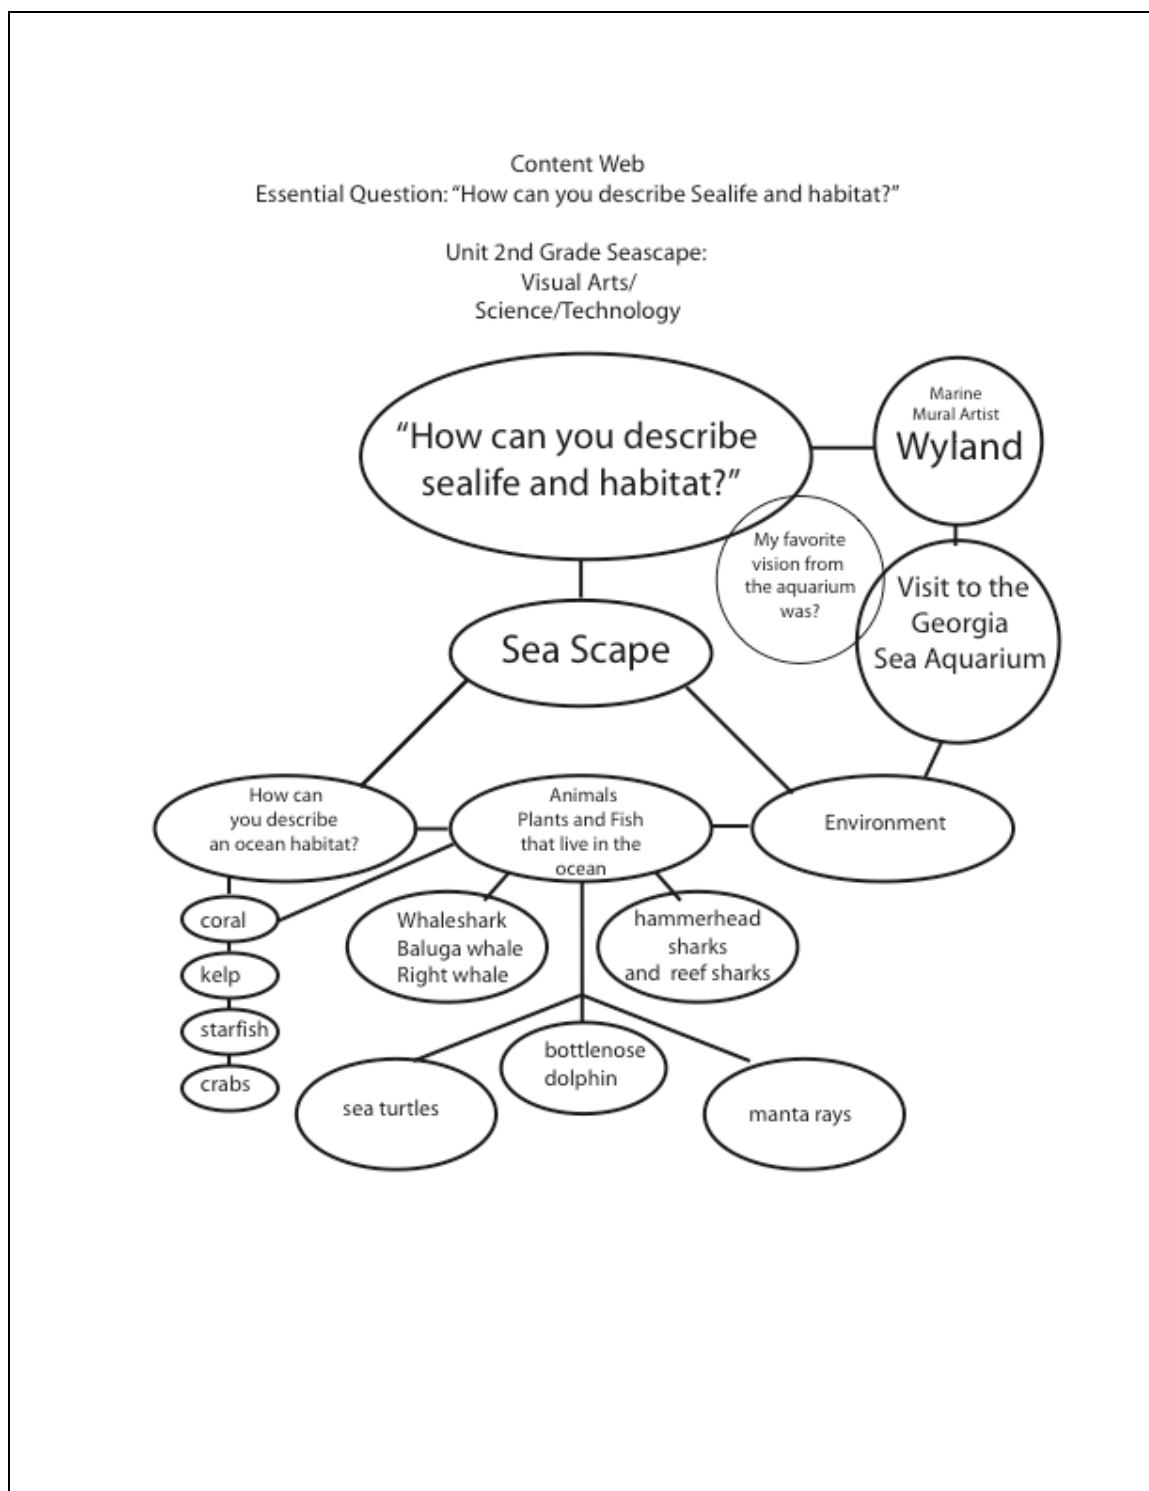 Content Web
Essential Question: “How can you describe Sealife and habitat?”
Unit 2nd Grade Seascape:
Visual Arts/
Science/Technology
“How can you describe
sealife and habitat?”
Marine
Mural Artist
Wyland
My favorite
vision from
the aquarium
was?
Visit to the
Georgia
Sea Aquarium
Sea Scape
How can
you describe
an ocean habitat?
Animals
Plants and Fish
that live in the
ocean
Environment
coral
kelp
starfish
crabs
Whaleshark
Baluga whale
Right whale
hammerhead
sharks
and reef sharks
sea turtles
bottlenose
dolphin
manta rays